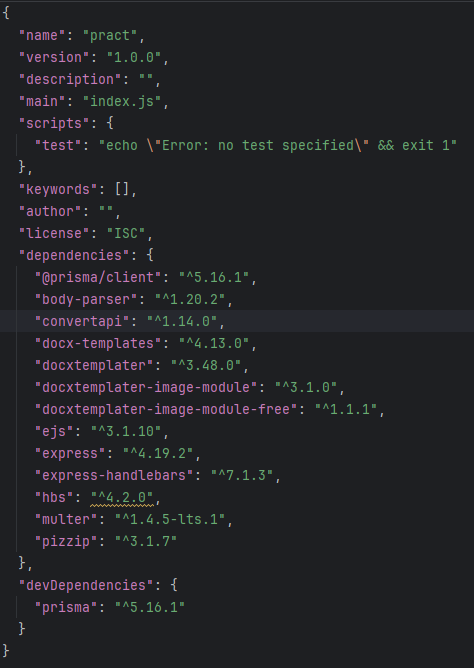 {
  "name": "pract",
  "version": "1.0.0",
  "description": "",
  "main": "index.js",
  "scripts": {
    "test": "echo \"Error: no test specified\" && exit 1"
  },
  "keywords": [],
  "author": "",
  "license": "ISC",
  "dependencies": {
    "@prisma/client": "^5.16.1",
    "body-parser": "^1.20.2",
    "convertapi": "^1.14.0",
    "docx-templates": "^4.13.0",
    "docxtemplater": "^3.48.0",
    "docxtemplater-image-module": "^3.1.0",
    "docxtemplater-image-module-free": "^1.1.1",
    "ejs": "^3.1.10",
    "express": "^4.19.2",
    "express-handlebars": "^7.1.3",
    "hbs": "^4.2.0",
    "multer": "^1.4.5-lts.1",
    "pizzip": "^3.1.7"
  },
  "devDependencies": {
    "prisma": "^5.16.1"
  }
}